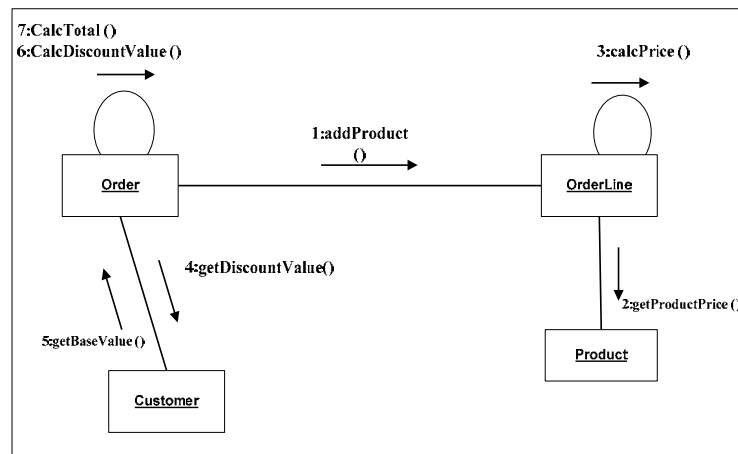 7:CalcTotal()
6:CalcDiscountValue()
3:calcPrice()
1:addProduct
()
Order
OrderLine
4:getDiscountValue()
2:getProductPrice()
5:getBaseValue()
Product
Customer